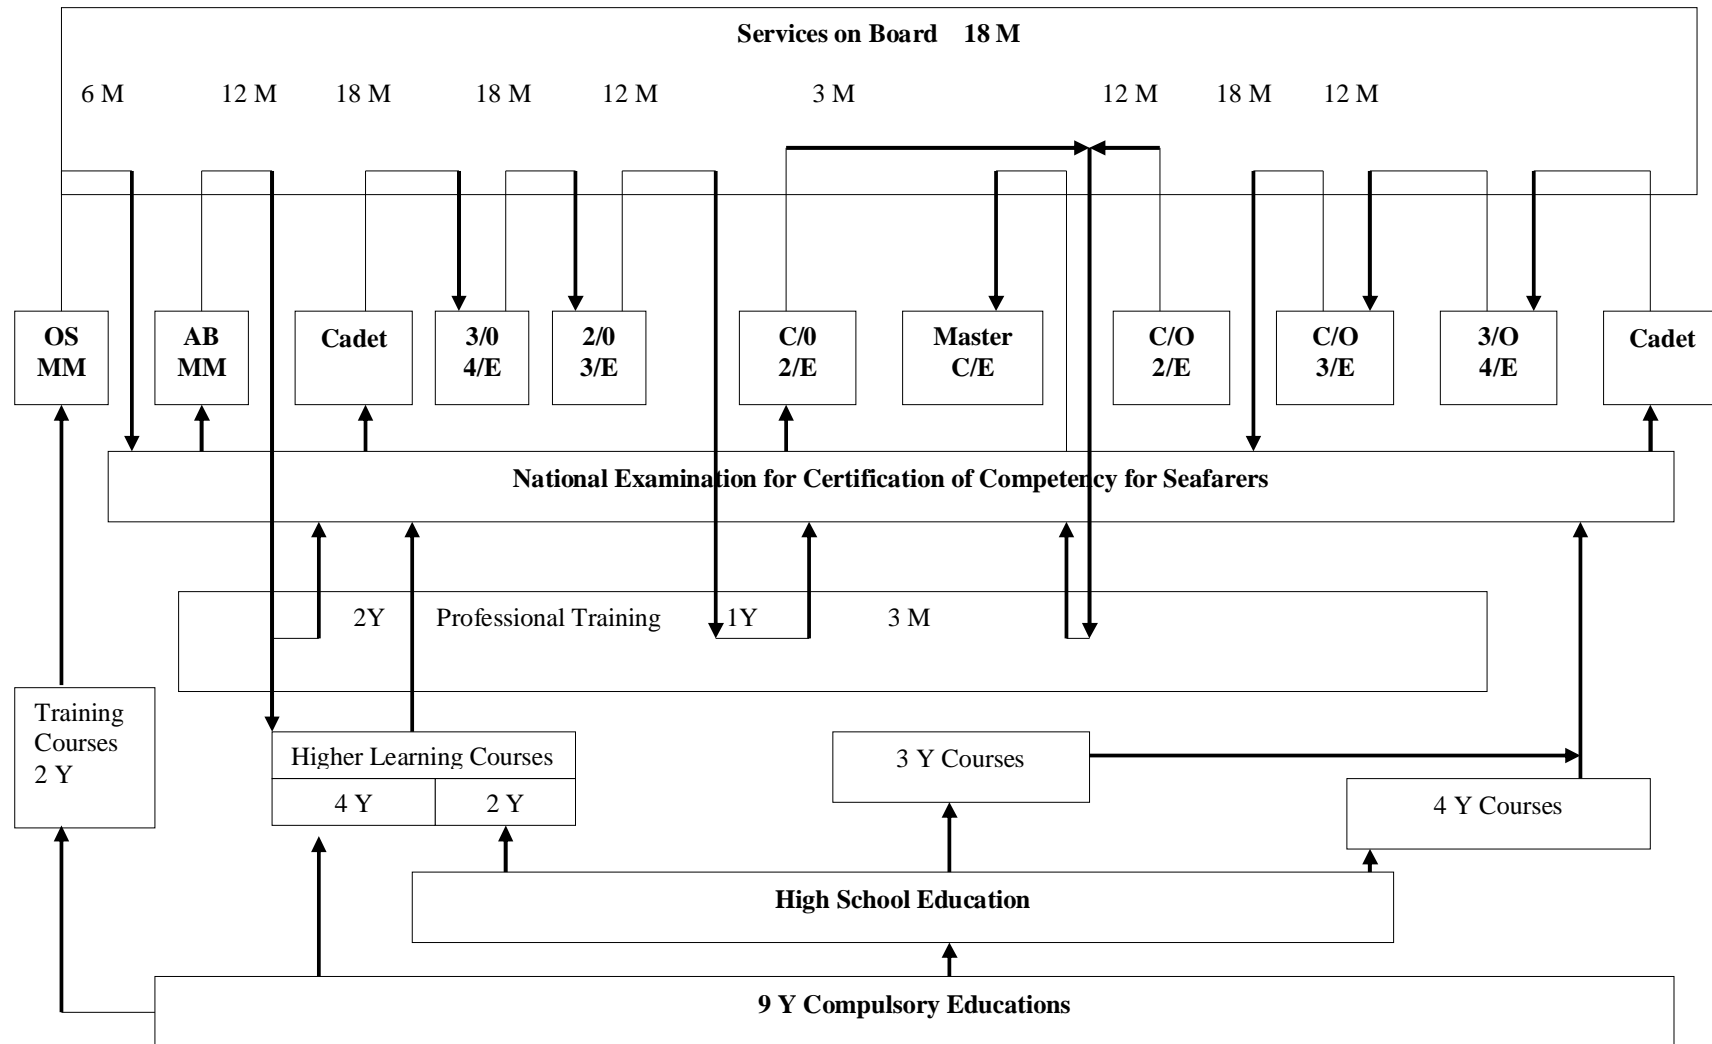 Services on Board 18 M
6 M 12 M 18 M 18 M 12 M 3 M 12 M 18 M 12 M
OS
MM
AB
MM
Cadet
3/0
4/E
2/0
3/E
C/0
2/E
Master
C/E
C/O
2/E
C/O
3/E
3/O
4/E
Cadet
National Examination for Certification of Competency for Seafarers
2Y Professional Training 1Y 3 M
Training
Courses
2 Y
Higher Learning Courses
4 Y 2 Y
3 Y Courses
4 Y Courses
High School Education
9 Y Compulsory Educations